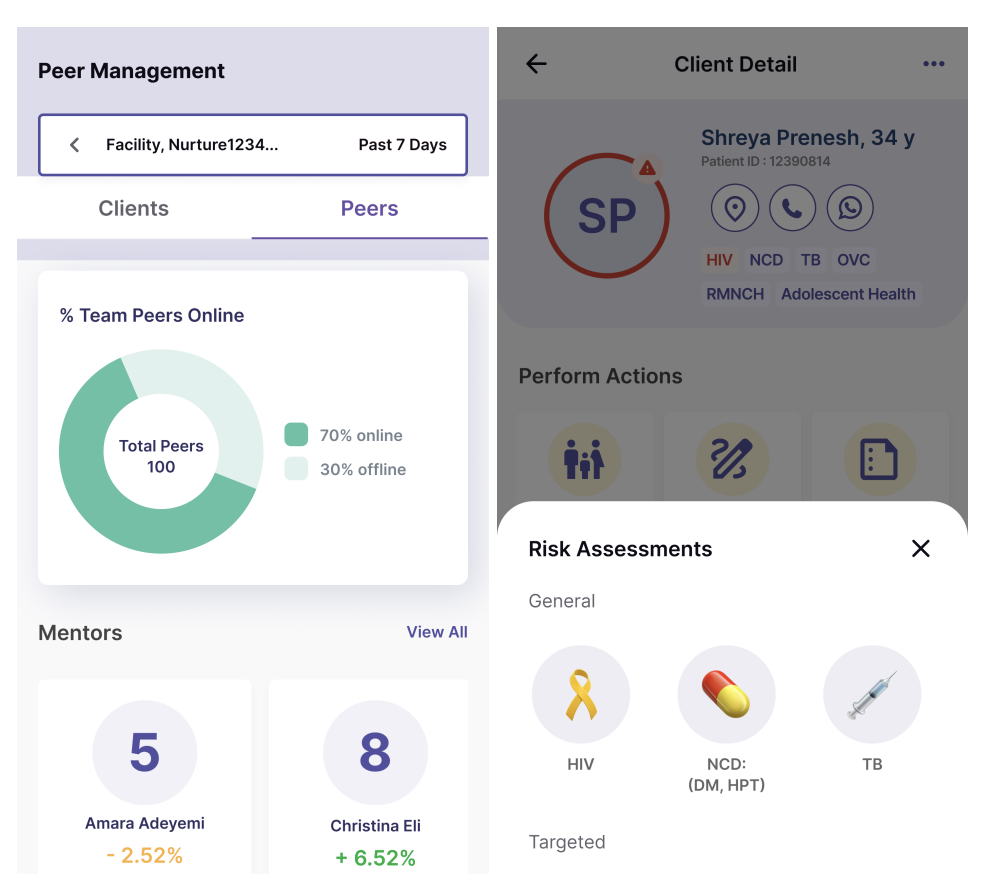 Peer Management
Facility, Nurture1234... Past 7 Days
Clients Peers
% Team Peers Online
Total Peers
100
70% online
30% offline
Mentors View All
5
Amara Adeyemi
- 2.52%
8
Christina Eli
+ 6.52%
Client Detail
SP
Shreya Prenesh, 34 y
Patient ID : 12390814
HIV NCD TB OVC
RMNCH Adolescent Health
Perform Actions
Risk Assessments
General
HIV
NCD:
(DM, HPT)
TB
Targeted